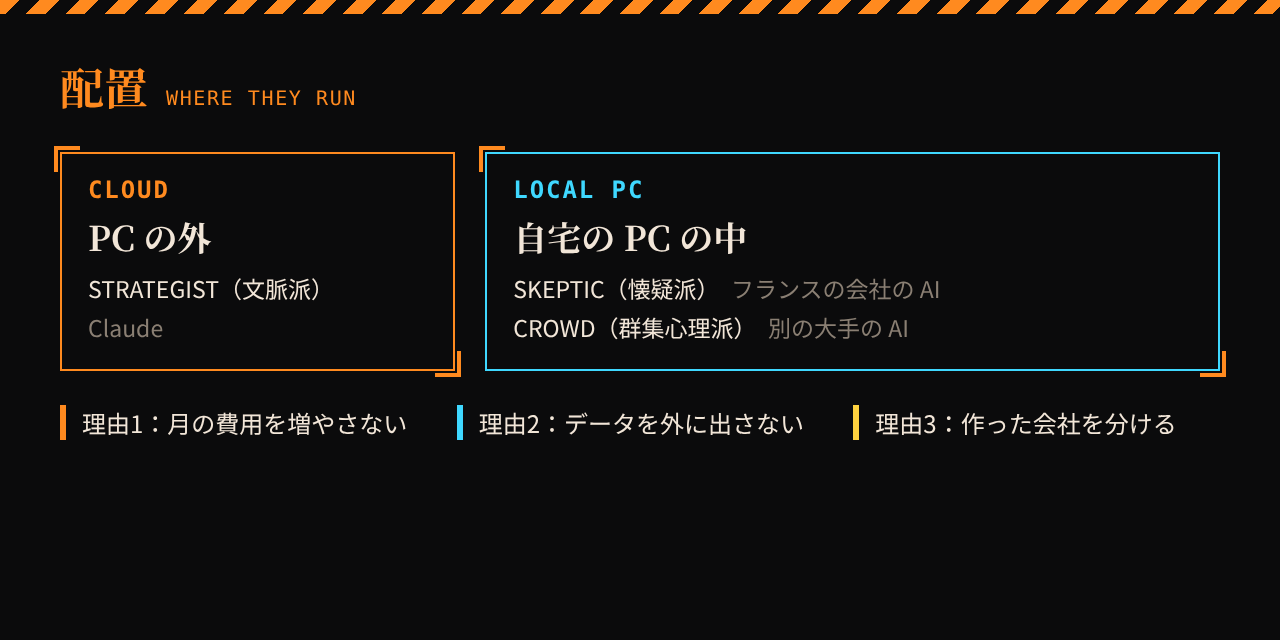 配置 WHERE THEY RUN
CLOUD
PC の外
STRATEGIST（文脈派）
Claude
LOCAL PC
自宅の PC の中
SKEPTIC（懐疑派） フランスの会社の AI
CROWD（群集心理派） 別の大手の AI
理由1：月の費用を増やさない
理由2：データを外に出さない
理由3：作った会社を分ける